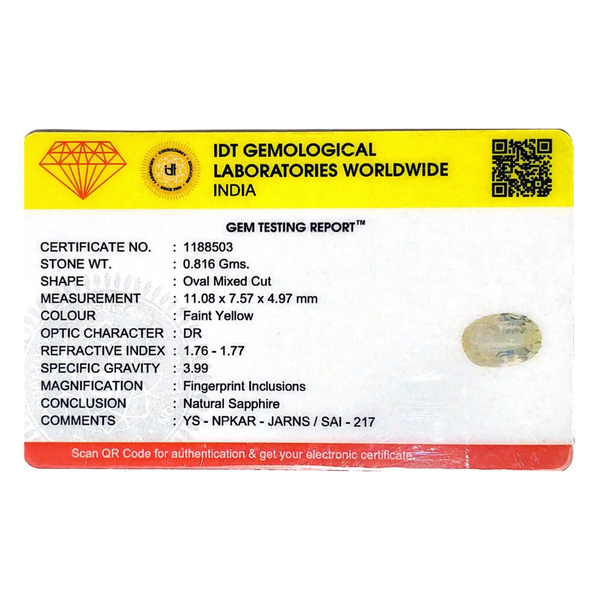 IDT GEMOLOGICAL
LABORATORIES WORLDWIDE
INDIA
GEM TESTING REPORT™
CERTIFICATE NO. : 1188503
STONE WT. : 0.816 Gms.
SHAPE : Oval Mixed Cut
MEASUREMENT : 11.08 x 7.57 x 4.97 mm
COLOUR : Faint Yellow
OPTIC CHARACTER : DR
REFRACTIVE INDEX : 1.76 - 1.77
SPECIFIC GRAVITY : 3.99
MAGNIFICATION : Fingerprint Inclusions
CONCLUSION : Natural Sapphire
COMMENTS : YS - NPKAR - JARNS / SAI - 217
Scan QR Code for authentication & get your electronic certificate.